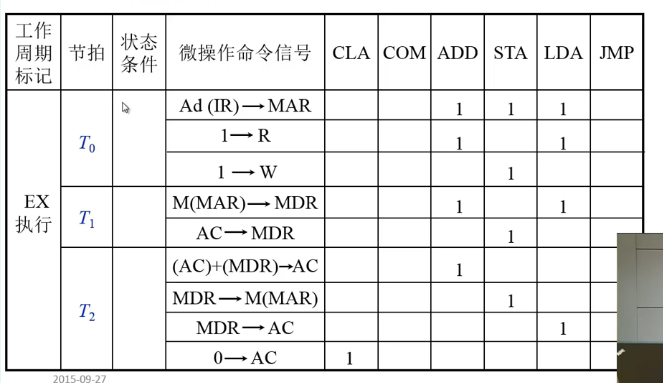 工作周期标记 节拍 状态条件 微操作命令信号 CLA COM ADD STA LDA JMP
EX 执行
T₀
Ad (IR) → MAR 1 1 1
1 → R 1 1
1 → W 1
T₁
M(MAR) → MDR 1 1
AC → MDR 1
T₂
(AC)+(MDR)→AC 1
MDR → M(MAR) 1
MDR → AC 1
0 → AC 1
2015-09-27